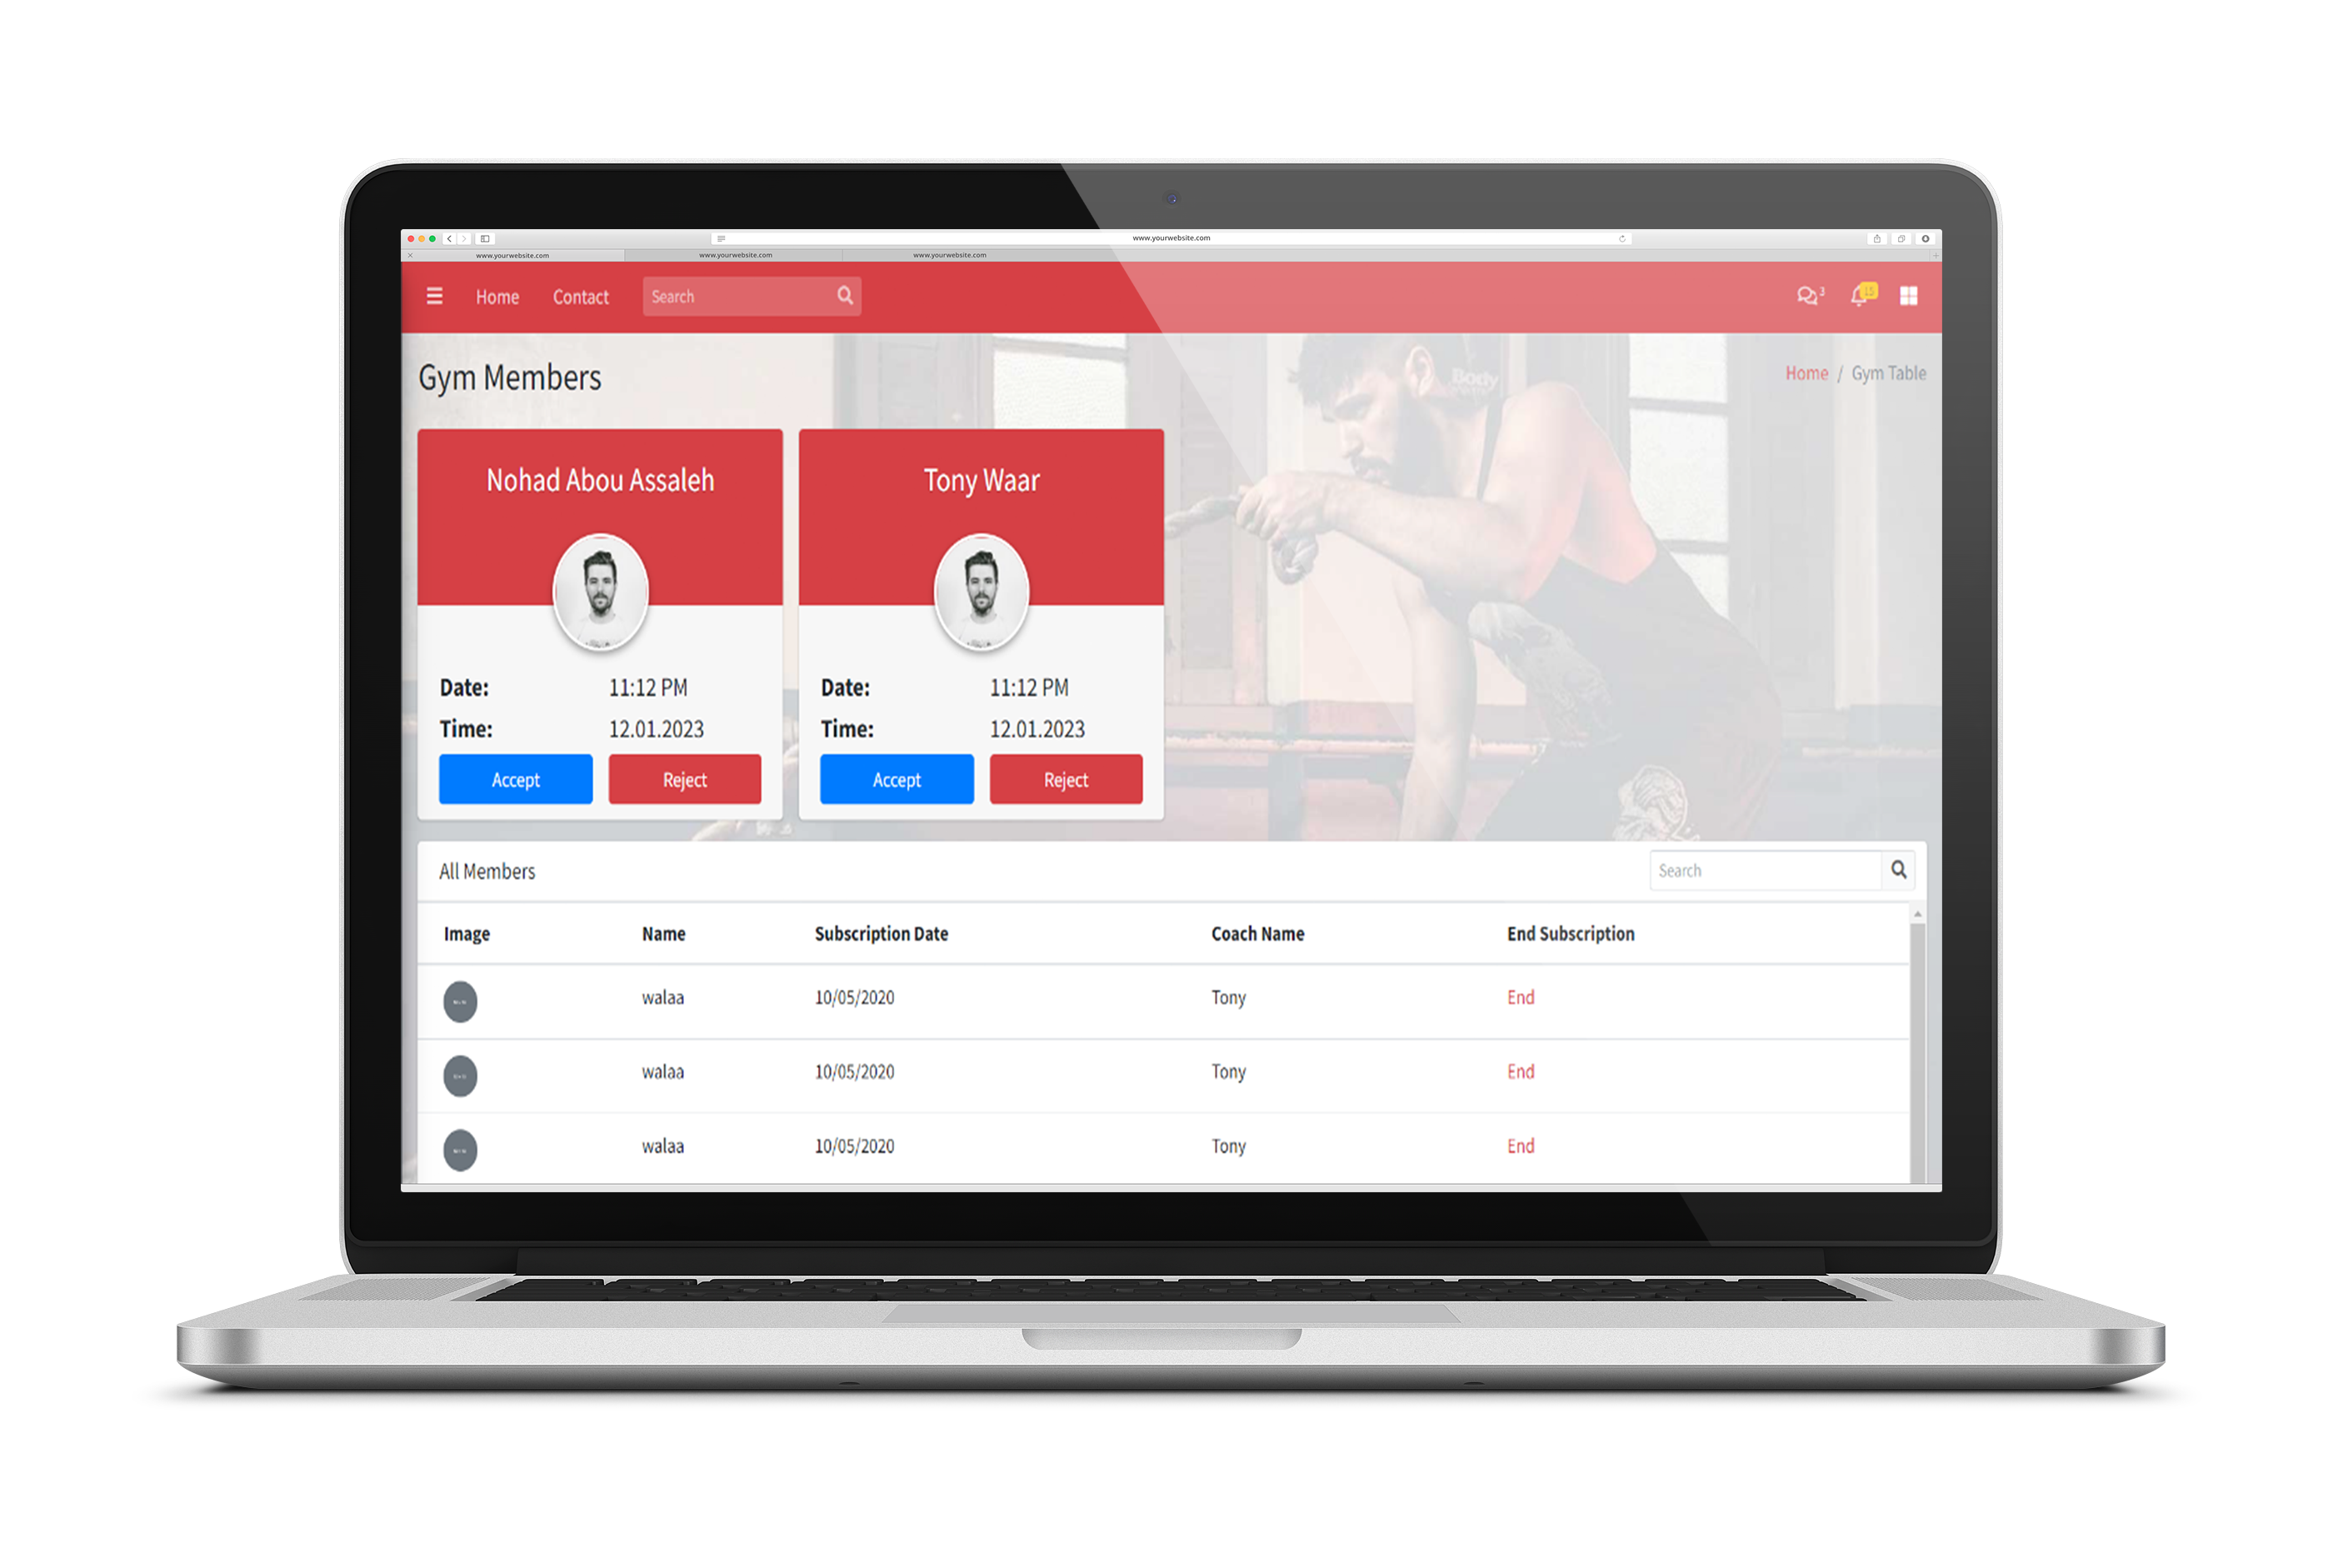 www.yourwebsite.com
www.yourwebsite.com www.yourwebsite.com www.yourwebsite.com
Home Contact Search 3 15
Gym Members Home / Gym Table
Body
Nohad Abou Assaleh Tony Waar
Date: 11:12 PM Date: 11:12 PM
Time: 12.01.2023 Time: 12.01.2023
Accept Reject Accept Reject
All Members Search
Image Name Subscription Date Coach Name End Subscription
walaa 10/05/2020 Tony End
walaa 10/05/2020 Tony End
walaa 10/05/2020 Tony End